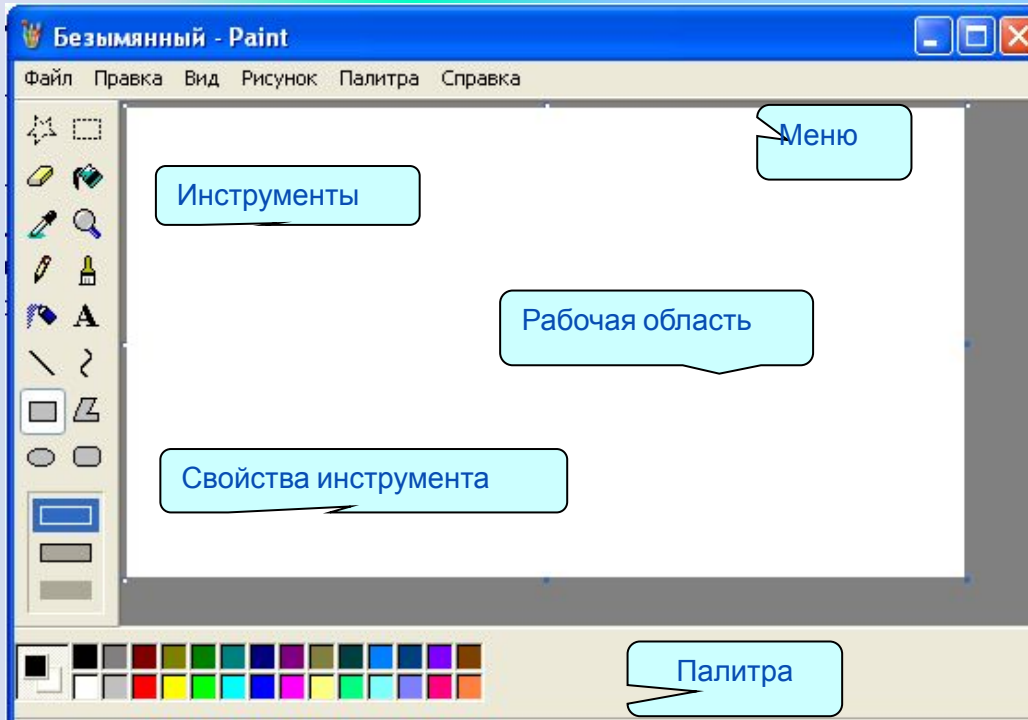 Безымянный - Paint
Файл Правка Вид Рисунок Палитра Справка
Меню
Инструменты
A
Рабочая область
Свойства инструмента
Палитра